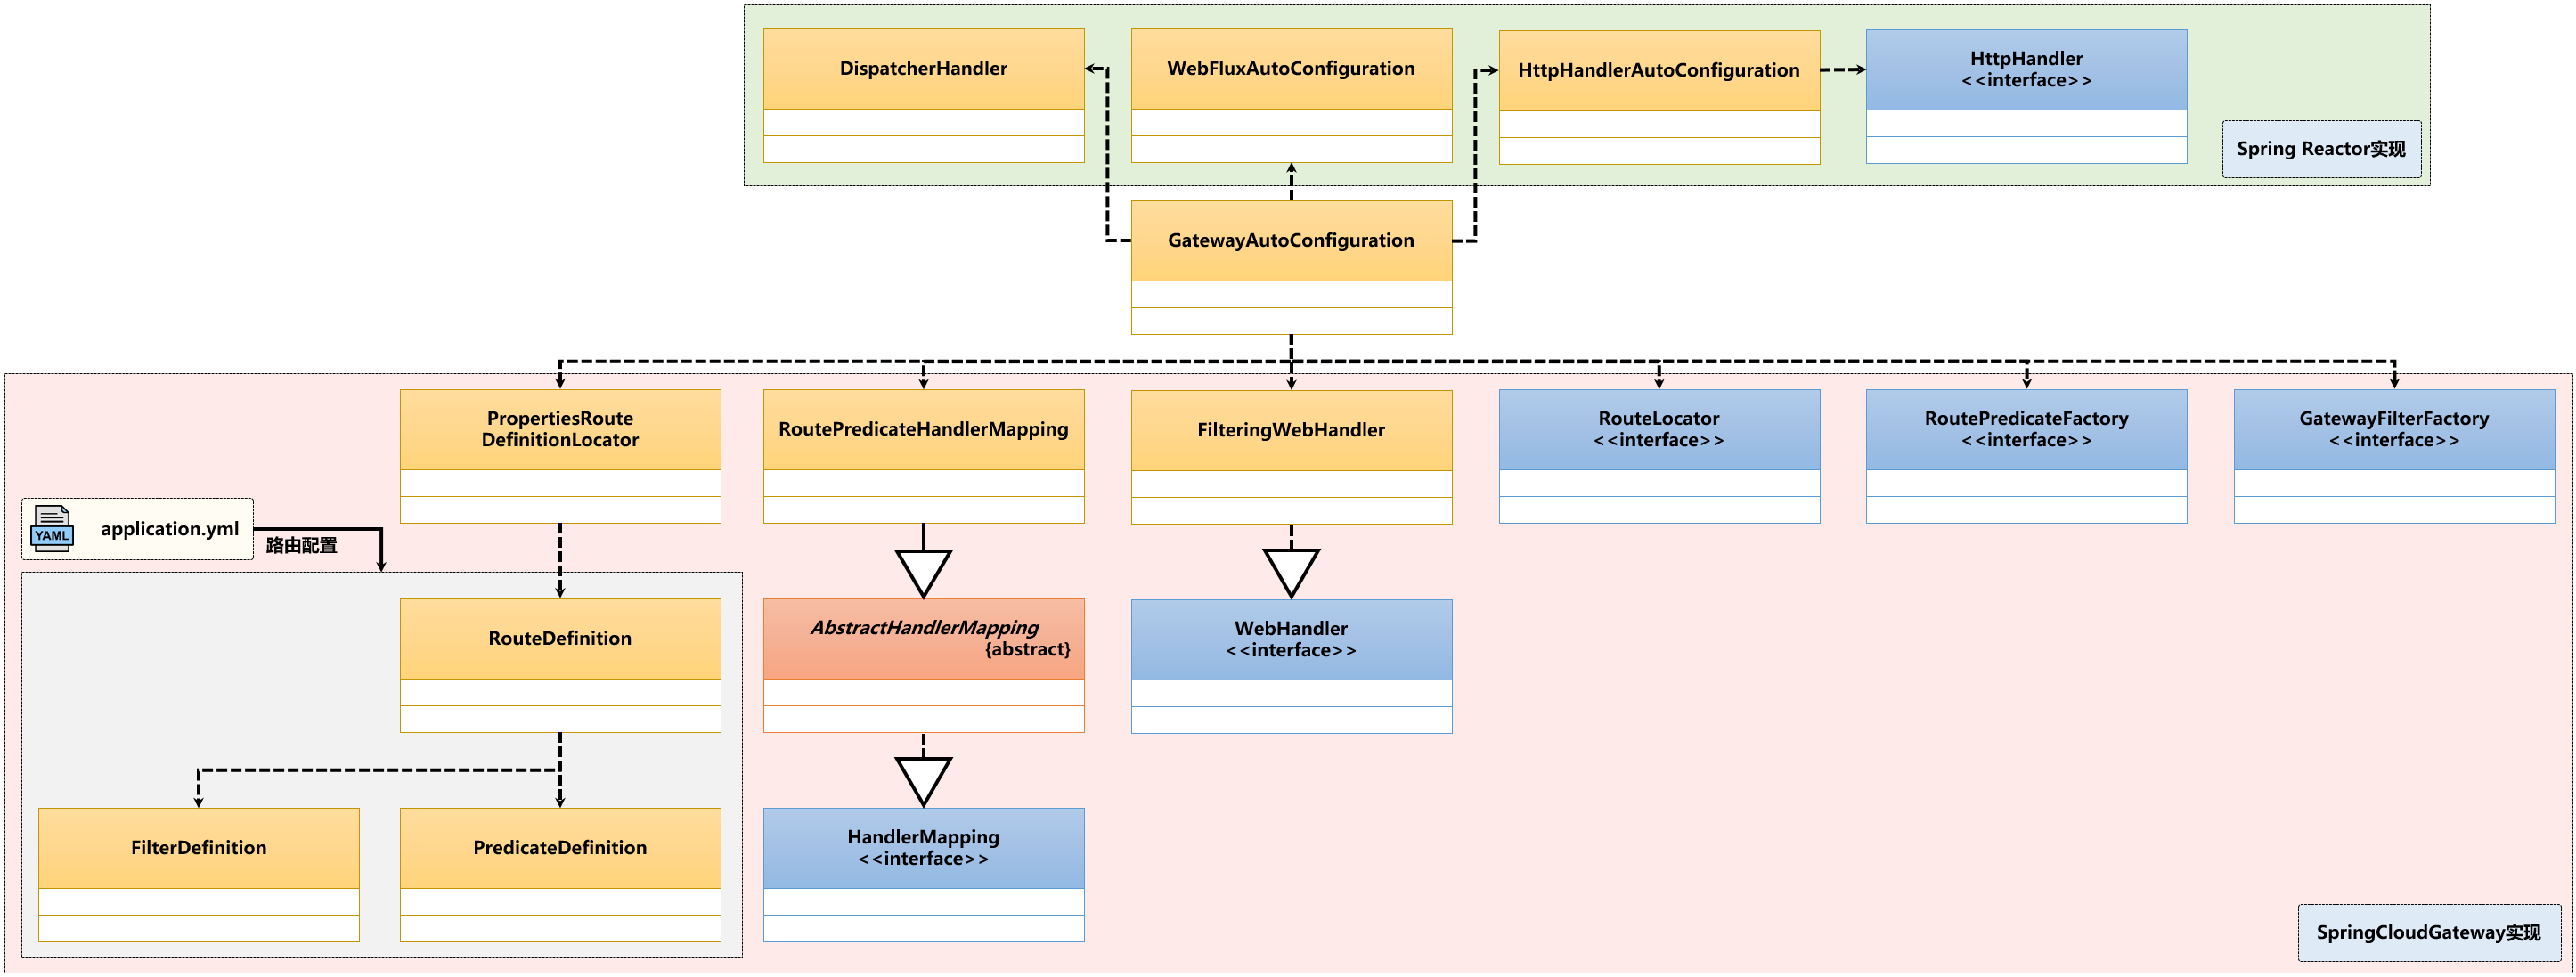 DispatcherHandler
WebFluxAutoConfiguration
HttpHandlerAutoConfiguration
HttpHandler
<<interface>>
Spring Reactor实现
GatewayAutoConfiguration
PropertiesRoute
DefinitionLocator
RoutePredicateHandlerMapping
FilteringWebHandler
RouteLocator
<<interface>>
RoutePredicateFactory
<<interface>>
GatewayFilterFactory
<<interface>>
YAML
application.yml
路由配置
RouteDefinition
AbstractHandlerMapping
{abstract}
WebHandler
<<interface>>
FilterDefinition
PredicateDefinition
HandlerMapping
<<interface>>
SpringCloudGateway实现